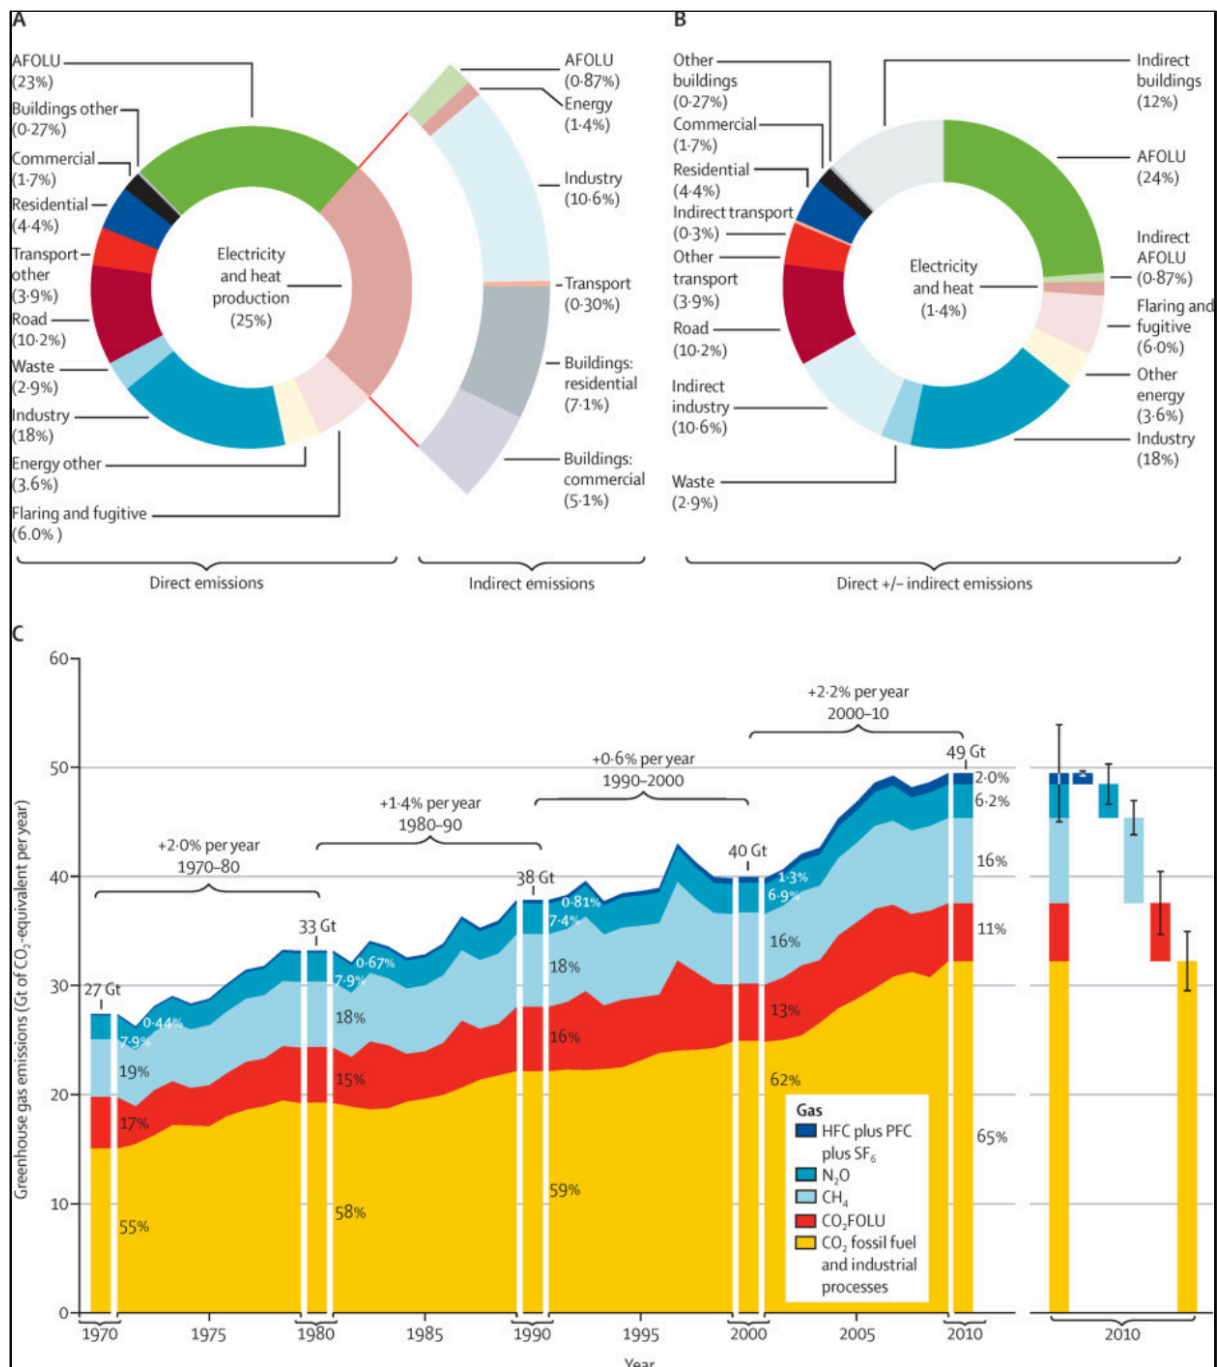 A
AFOLU
(23%)
Buildings other
(0·27%)
Commercial
(1·7%)
Residential
(4·4%)
Transport
other
(3·9%)
Road
(10·2%)
Waste
(2·9%)
Industry
(18%)
Energy other
(3.6%)
Flaring and fugitive
(6.0%)
Electricity
and heat
production
(25%)
AFOLU
(0·87%)
Energy
(1·4%)
Industry
(10·6%)
Transport
(0·30%)
Buildings:
residential
(7·1%)
Buildings:
commercial
(5·1%)
Direct emissions
Indirect emissions
B
Other
buildings
(0·27%)
Commercial
(1·7%)
Residential
(4·4%)
Indirect transport
(0·3%)
Other
transport
(3·9%)
Road
(10·2%)
Indirect
industry
(10·6%)
Waste
(2·9%)
Electricity
and heat
(1·4%)
Indirect
buildings
(12%)
AFOLU
(24%)
Indirect
AFOLU
(0·87%)
Flaring and
fugitive
(6·0%)
Other
energy
(3·6%)
Industry
(18%)
Direct +/– indirect emissions
C
Greenhouse gas emissions (Gt of CO₂-equivalent per year)
60
50
40
30
20
10
0
+2·0% per year
1970–80
+1·4% per year
1980–90
+0·6% per year
1990–2000
+2·2% per year
2000–10
27 Gt
0·44%
7·9%
19%
17%
55%
33 Gt
0·67%
7·9%
18%
15%
58%
38 Gt
0·81%
7·4%
18%
16%
59%
40 Gt
1·3%
6·9%
16%
13%
62%
49 Gt
2·0%
6·2%
16%
11%
65%
Gas
HFC plus PFC
plus SF₆
N₂O
CH₄
CO₂FOLU
CO₂ fossil fuel
and industrial
processes
1970
1975
1980
1985
1990
1995
2000
2005
2010
2010
Year